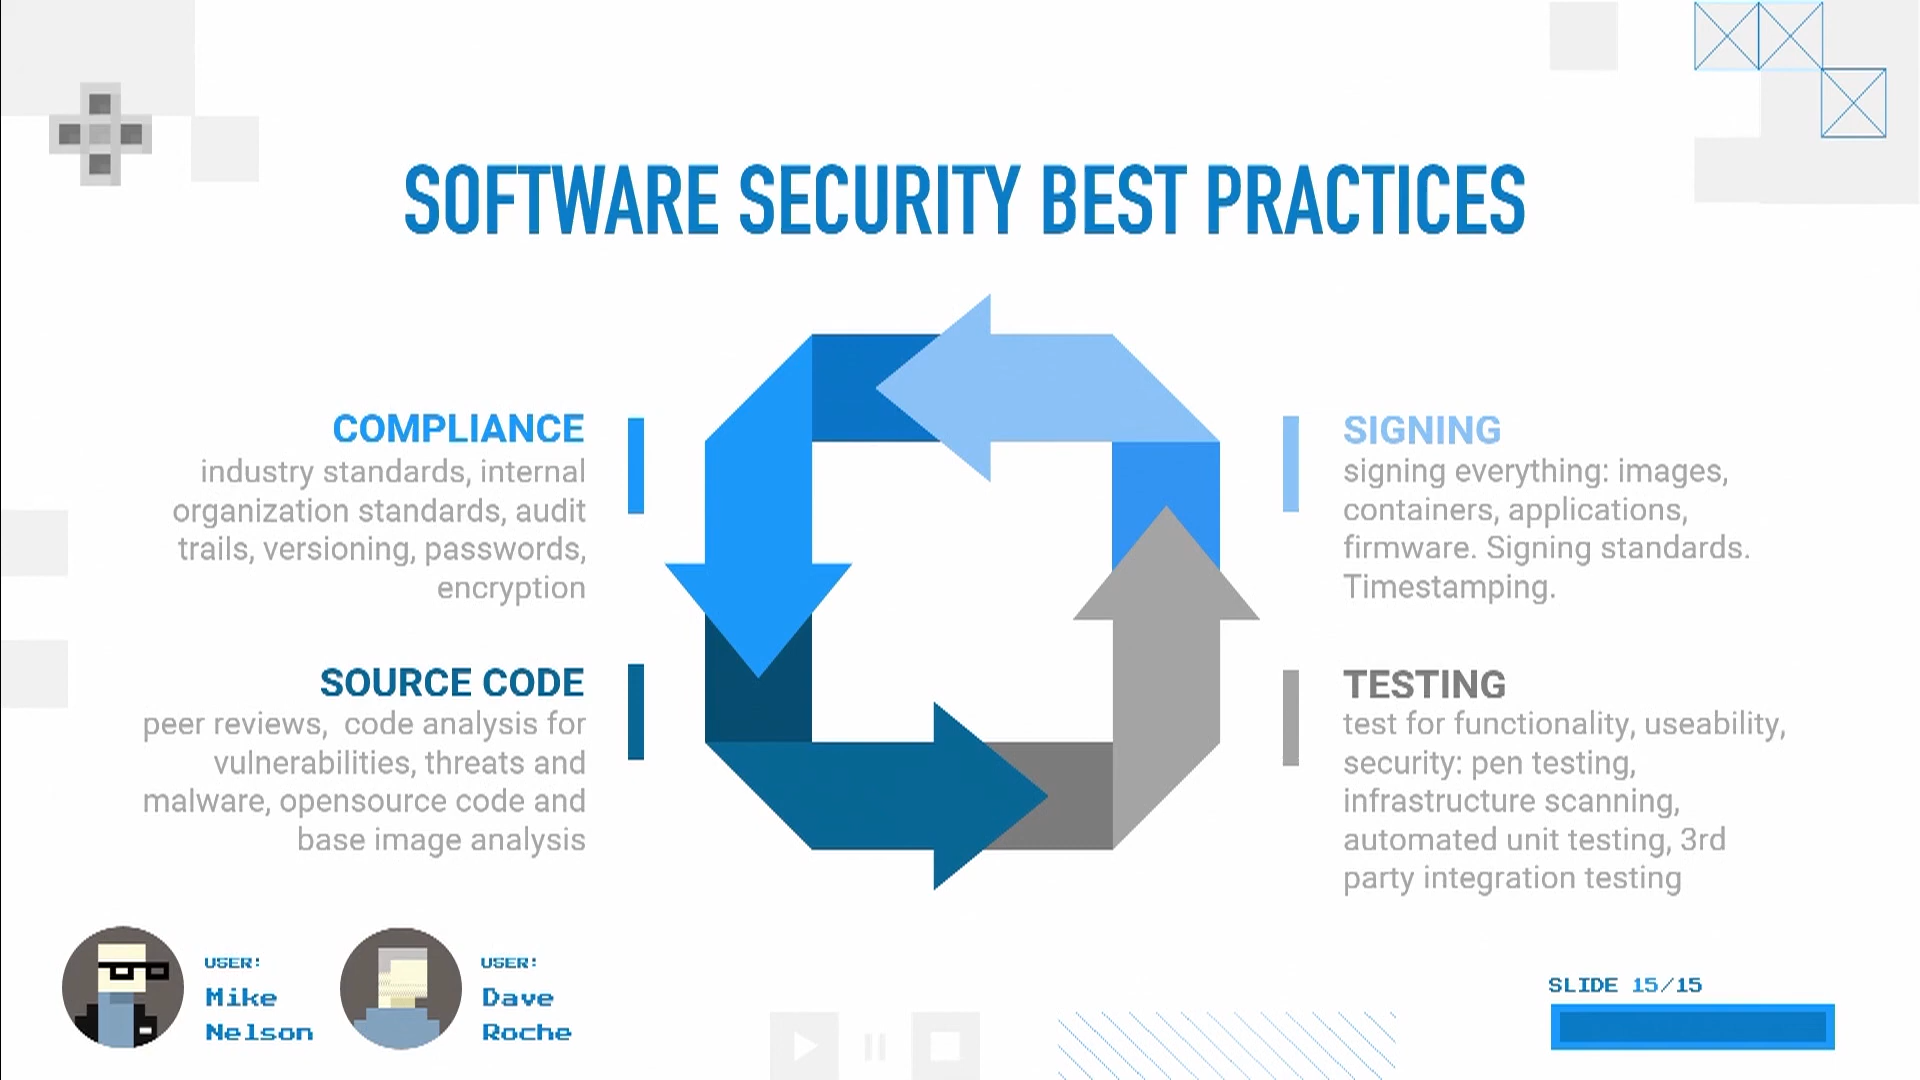 SOFTWARE SECURITY BEST PRACTICES
COMPLIANCE
industry standards, internal
organization standards, audit
trails, versioning, passwords,
encryption
SIGNING
signing everything: images,
containers, applications,
firmware. Signing standards.
Timestamping.
SOURCE CODE
peer reviews,  code analysis for
vulnerabilities, threats and
malware, opensource code and
base image analysis
TESTING
test for functionality, useability,
security: pen testing,
infrastructure scanning,
automated unit testing, 3rd
party integration testing
USER:
Mike
Nelson
USER:
Dave
Roche
SLIDE 15/15